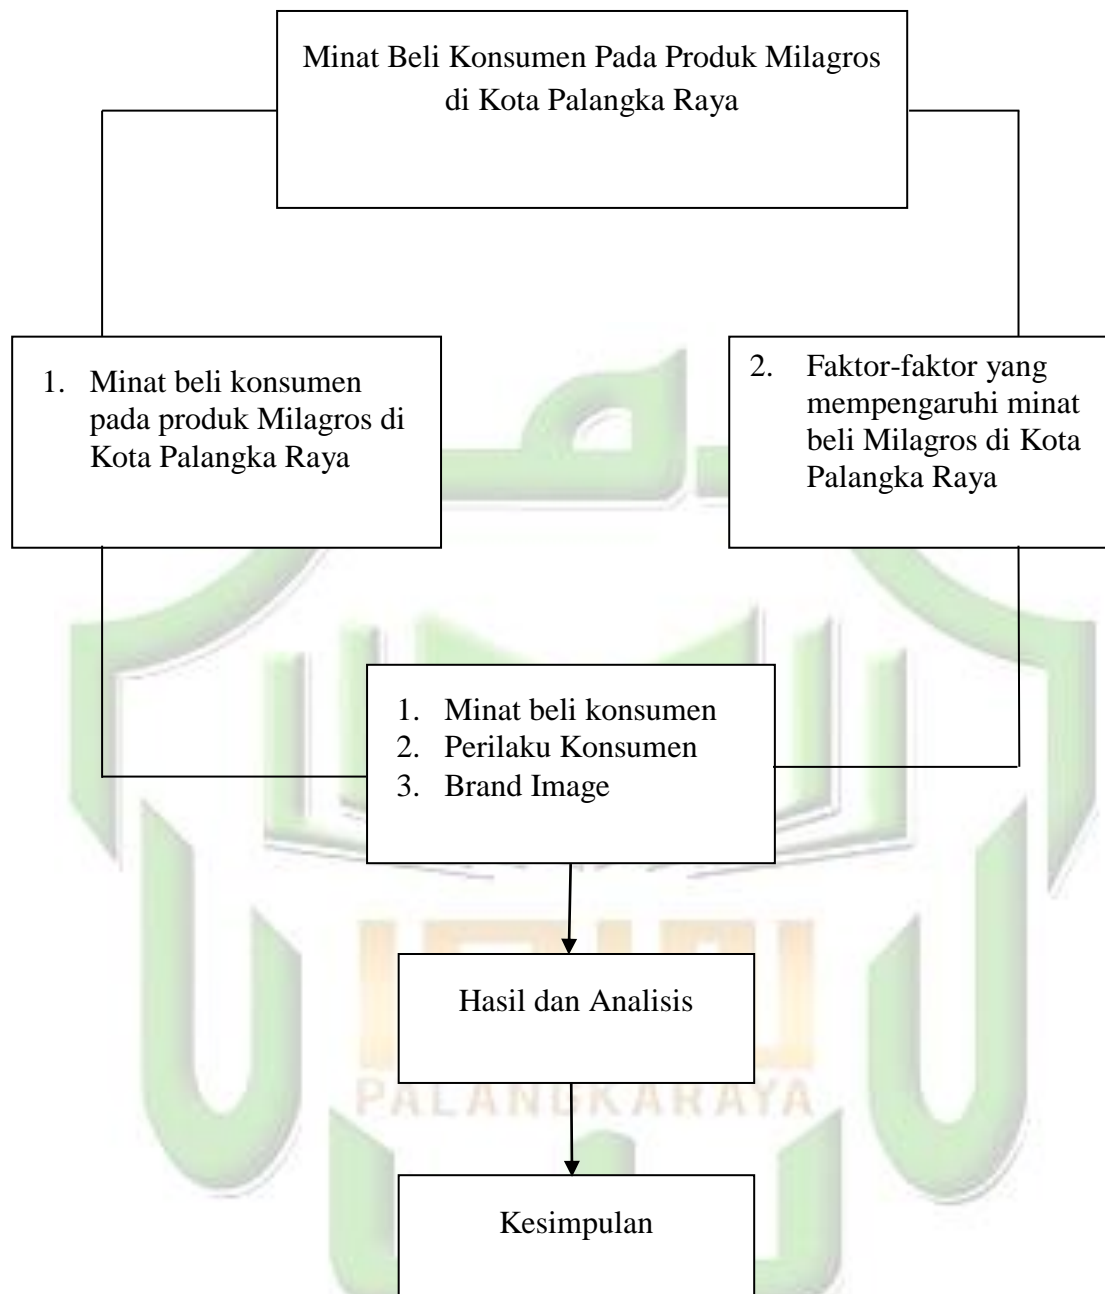 Minat Beli Konsumen Pada Produk Milagros
di Kota Palangka Raya
1. Minat beli konsumen
pada produk Milagros di
Kota Palangka Raya
2. Faktor-faktor yang
mempengaruhi minat
beli Milagros di Kota
Palangka Raya
1. Minat beli konsumen
2. Perilaku Konsumen
3. Brand Image
Hasil dan Analisis
PALANGKARAYA
Kesimpulan